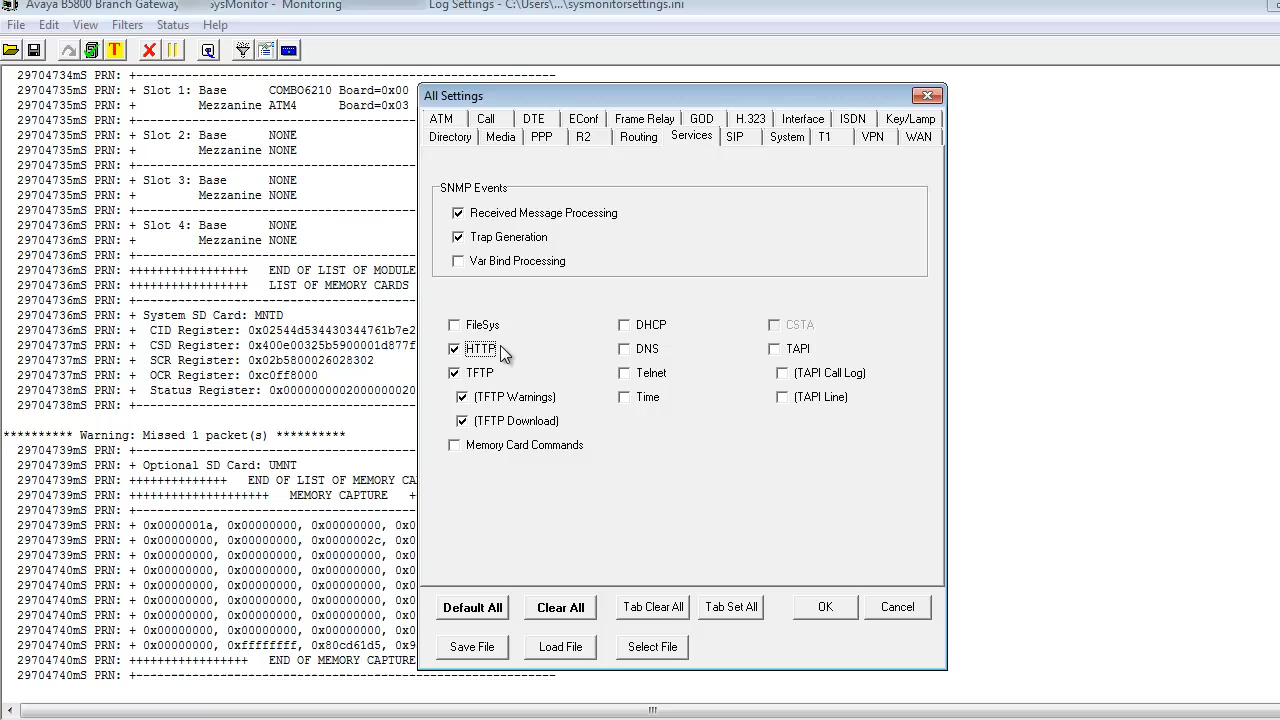 Avaya B5800 Branch Gateway SysMonitor - Monitoring Log Settings - C:\Users\...\sysmonitorsettings.ini
File Edit View Filters Status Help
T
29704734mS PRN: +-----------------------------------------------------------
29704735mS PRN: + Slot 1: Base COMBO6210 Board=0x00
29704735mS PRN: + Mezzanine ATM4 Board=0x03
29704735mS PRN: +-----------------------------------------
29704735mS PRN: + Slot 2: Base NONE
29704735mS PRN: + Mezzanine NONE
29704735mS PRN: +-----------------------------------------
29704735mS PRN: + Slot 3: Base NONE
29704735mS PRN: + Mezzanine NONE
29704736mS PRN: +-----------------------------------------
29704736mS PRN: + Slot 4: Base NONE
29704736mS PRN: + Mezzanine NONE
29704736mS PRN: +-----------------------------------------
29704736mS PRN: +++++++++++++++++ END OF LIST OF MODULE
29704736mS PRN: +++++++++++++++++ LIST OF MEMORY CARDS
29704736mS PRN: +-----------------------------------------
29704736mS PRN: + System SD Card: MNTD
29704736mS PRN: + CID Register: 0x02544d534430344761b7e2
29704736mS PRN: + CSD Register: 0x400e00325b5900001d877f
29704736mS PRN: + SCR Register: 0x02b5800026028302
29704736mS PRN: + OCR Register: 0xc0ff8000
29704738mS PRN: + Status Register: 0x0000000002000000020
29704738mS PRN: +-----------------------------------------
********** Warning: Missed 1 packet(s) **********
29704739mS PRN: +-----------------------------------------
29704739mS PRN: + Optional SD Card: UMNT
29704739mS PRN: ++++++++++++++ END OF LIST OF MEMORY CA
29704739mS PRN: ++++++++++++++++++++ MEMORY CAPTURE +
29704739mS PRN: +-----------------------------------------
29704739mS PRN: + 0x0000001a, 0x00000000, 0x00000000, 0x0
29704739mS PRN: + 0x00000000, 0x00000000, 0x0000002c, 0x0
29704739mS PRN: + 0x00000000, 0x00000000, 0x00000000, 0x0
29704740mS PRN: + 0x00000000, 0x00000000, 0x00000000, 0x0
29704740mS PRN: + 0x00000000, 0x00000000, 0x00000000, 0x0
29704740mS PRN: + 0x00000000, 0x00000000, 0x00000000, 0x0
29704740mS PRN: + 0x00000000, 0x00000000, 0x00000000, 0x0
29704740mS PRN: + 0x00000000, 0x00000000, 0x00000000, 0x0
29704740mS PRN: + 0x00000000, 0xffffffff, 0x80cd61d5, 0x9
29704740mS PRN: +++++++++++++++++ END OF MEMORY CAPTURE
29704740mS PRN: +-----------------------------------------------------------
All Settings
ATM Call DTE EConf Frame Relay GOD H.323 Interface ISDN Key/Lamp
Directory Media PPP R2 Routing Services SIP System T1 VPN WAN
SNMP Events
Received Message Processing
Trap Generation
Var Bind Processing
FileSys DHCP CSTA
HTTP DNS TAPI
TFTP Telnet (TAPI Call Log)
(TFTP Warnings) Time (TAPI Line)
(TFTP Download)
Memory Card Commands
Default All Clear All Tab Clear All Tab Set All OK Cancel
Save File Load File Select File